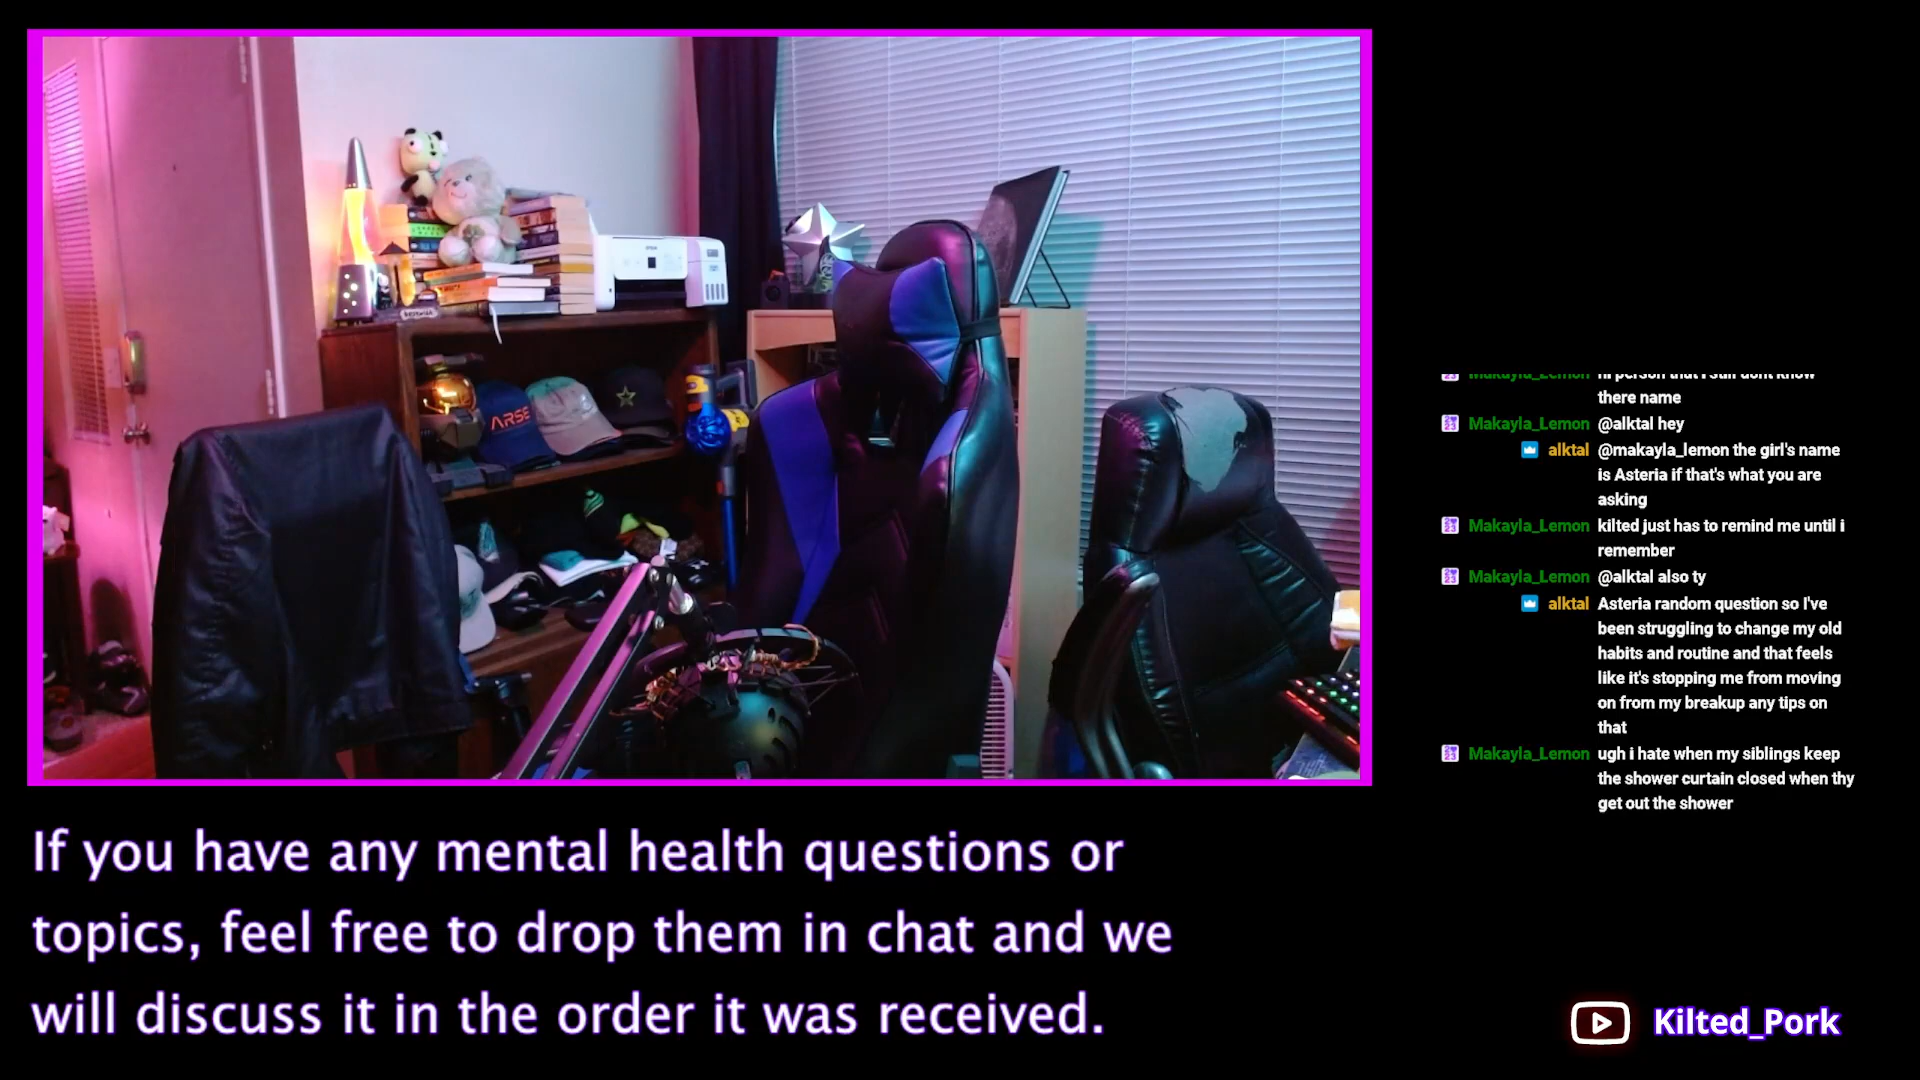 EPSON
ARSE
there name
Makayla_Lemon @alktal hey
alktal @makayla_lemon the girl's name
is Asteria if that's what you are
asking
Makayla_Lemon kilted just has to remind me until i
remember
Makayla_Lemon @alktal also ty
alktal Asteria random question so I've
been struggling to change my old
habits and routine and that feels
like it's stopping me from moving
on from my breakup any tips on
that
Makayla_Lemon ugh i hate when my siblings keep
the shower curtain closed when thy
get out the shower
If you have any mental health questions or
topics, feel free to drop them in chat and we
will discuss it in the order it was received.
Kilted_Pork